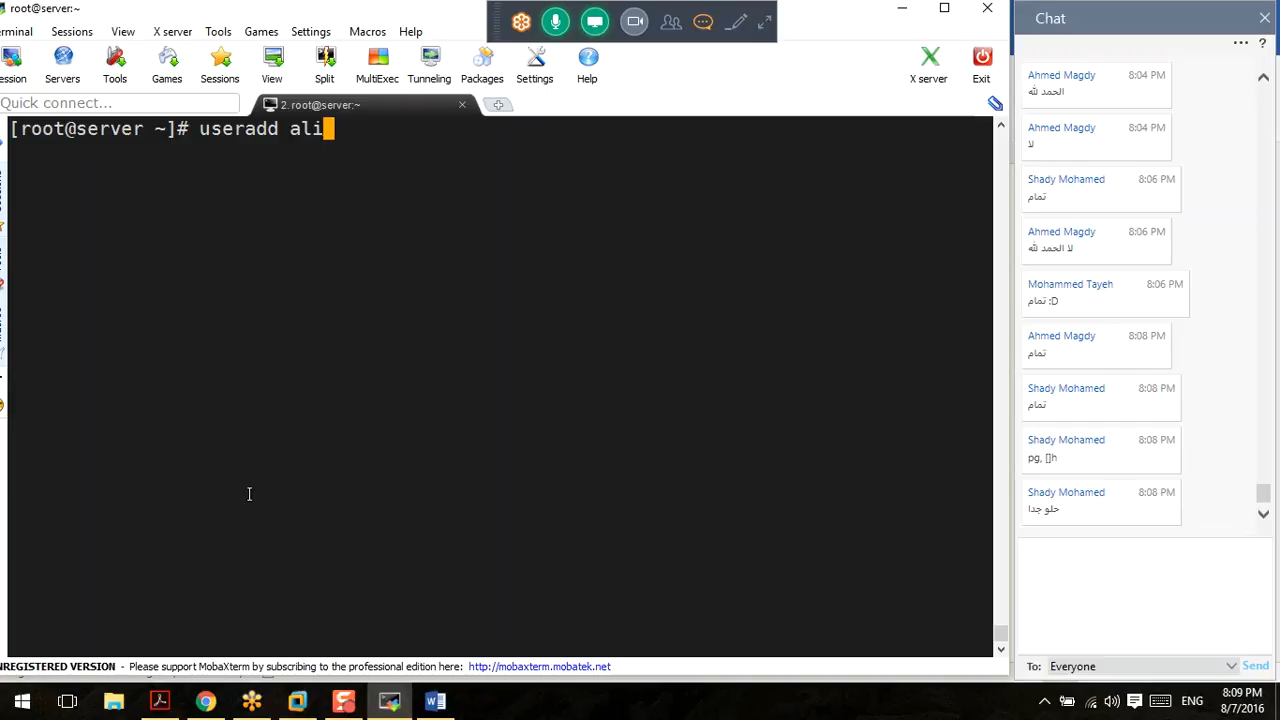 root@server:~
erminal Sessions View X server Tools Games Settings Macros Help
ession Servers Tools Games Sessions View Split MultiExec Tunneling Packages Settings Help X server Exit
Quick connect...
2. root@server:~
[root@server ~]# useradd ali
NREGISTERED VERSION - Please support MobaXterm by subscribing to the professional edition here: http://mobaxterm.mobatek.net
Chat
Ahmed Magdy 8:04 PM
الحمد لله
Ahmed Magdy 8:04 PM
لا
Shady Mohamed 8:06 PM
تمام
Ahmed Magdy 8:06 PM
لا الحمد لله
Mohammed Tayeh 8:06 PM
تمام :D
Ahmed Magdy 8:08 PM
تمام
Shady Mohamed 8:08 PM
تمام
Shady Mohamed 8:08 PM
pg, []h
Shady Mohamed 8:08 PM
حلو جدا
To: Everyone Send
ENG
8:09 PM
8/7/2016